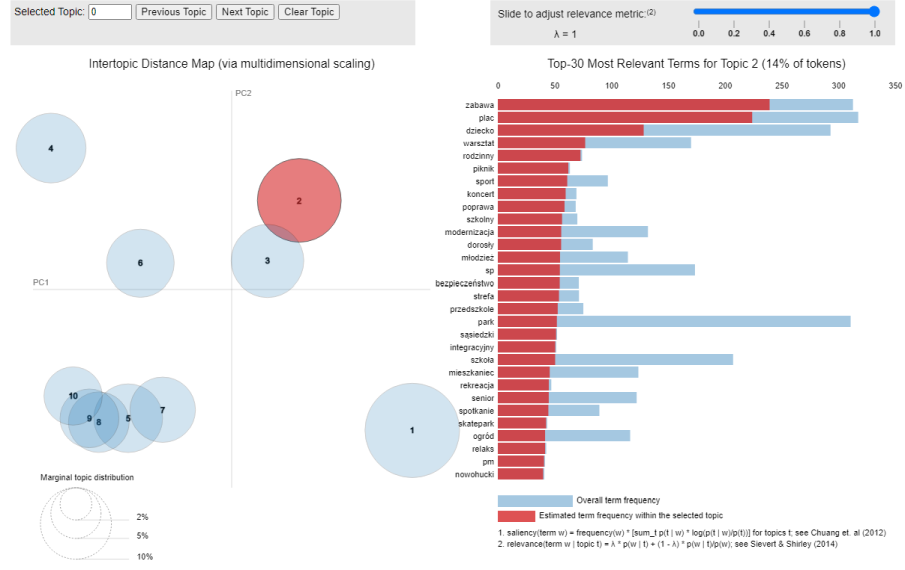 Selected Topic: 0 Previous Topic Next Topic Clear Topic
Slide to adjust relevance metric:(2)
λ = 1
0.0 0.2 0.4 0.6 0.8 1.0
Intertopic Distance Map (via multidimensional scaling)
PC2
PC1
4
2
6
3
10
9
8
5
7
1
Marginal topic distribution
2%
5%
10%
Top-30 Most Relevant Terms for Topic 2 (14% of tokens)
0 50 100 150 200 250 300 350
zabawa
plac
dziecko
warsztat
rodzinny
piknik
sport
koncert
poprawa
szkolny
modernizacja
dorosły
młodzież
sp
bezpieczeństwo
strefa
przedszkole
park
sąsiedzki
integracyjny
szkoła
mieszkaniec
rekreacja
senior
spotkanie
skatepark
ogród
relaks
pm
nowohucki
Overall term frequency
Estimated term frequency within the selected topic
1. saliency(term w) = frequency(w) * [sum_t p(t | w) * log(p(t | w)/p(t))] for topics t; see Chuang et. al (2012)
2. relevance(term w | topic t) = λ * p(w | t) + (1 - λ) * p(w | t)/p(w); see Sievert & Shirley (2014)